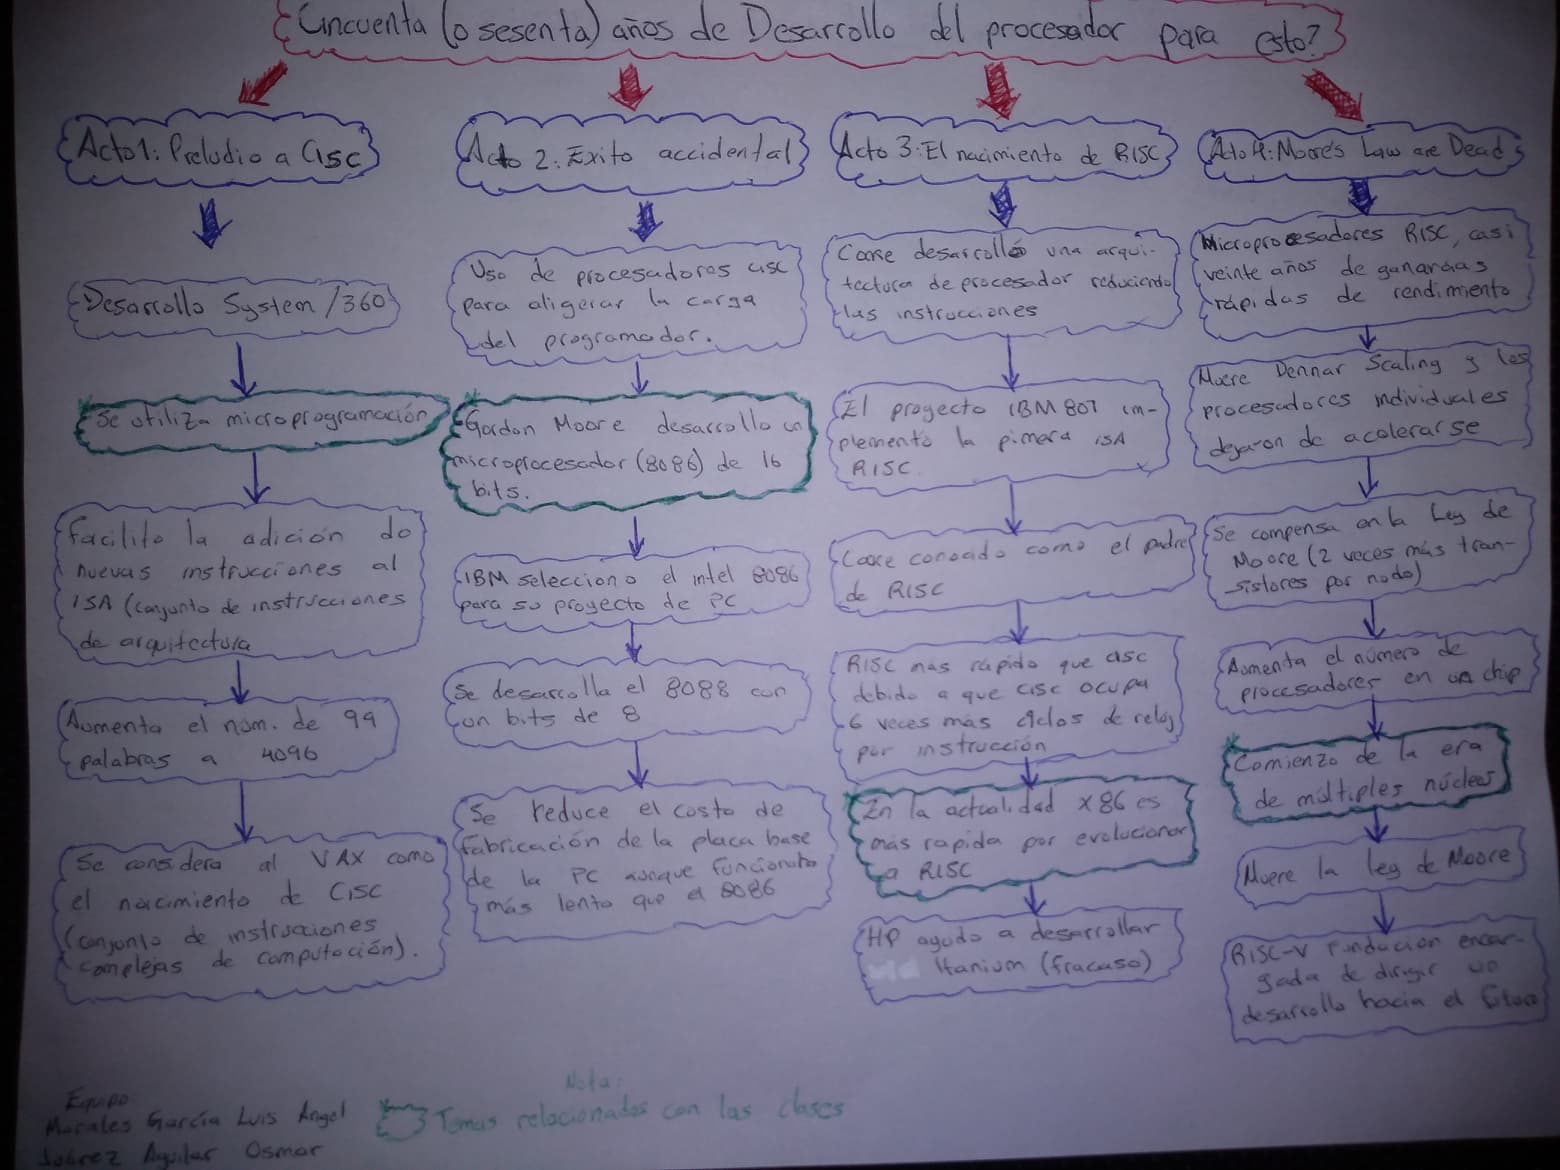 Cincuenta (o sesenta) años de Desarrollo del procesador para esto?
Acto1: Preludio a Cisc
Desarrollo System /360
Se utiliza microprogramación
Facilito la adición de
nuevas instrucciones al
ISA (conjunto de instrucciones
de arquitectura
Aumenta el num. de 99
palabras a 4096
Se considera al VAX como
el nacimiento de Cisc
(conjunto de instrucciones
complejas de computación).
Acto 2: Exito accidental
Uso de procesadores cisc
para aligerar la carga
del programador.
Gordon Moore desarrollo un
microprocesador (8086) de 16
bits.
IBM selecciono el intel 8086
para su proyecto de PC
Se desarrolla el 8088 con
un bits de 8
Se reduce el costo de
fabricación de la placa base
de la PC aunque funcionara
más lento que el 8086
Acto 3: El nacimiento de RISC
Cooke desarrolló una arqui-
tectura de procesador reduciendo
las instrucciones
El proyecto IBM 801 im-
plementó la pimera ISA
RISC.
Cooke conocido como el padre
de RISC
RISC mas rápido que cisc
debido a que cisc ocupa
6 veces más ciclos de reloj
por instrucción
En la actualidad x86 es
más rapida por evolucionar
a RISC
HP ayudo a desarrollar
Itanium (fracaso)
Acto 4: Moore's Law are Dead
Microprocesadores RISC, casi
veinte años de ganancias
rápidas de rendimiento
Muere Dennar Scaling y los
procesadores individuales
dejaron de acelerarse
Se compensa en la Ley de
Moore (2 veces más tran-
sistores por nodo)
Aumenta el número de
procesadores en un chip
Comienzo de la era
de múltiples núcleos
Muere la ley de Moore
RISC-V Fundación encar-
gada de dirigir un
desarrollo hacia el futuro
Equipo
Morales García Luis Angel
Juárez Aguilar Osmar
Nota:
Temas relacionados con las clases